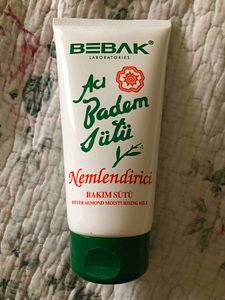 BEBAK®
LABORATORIES
Acı
Badem
Sütü
Nemlendirici
BAKIM SÜTÜ
BITTER ALMOND MOISTURISING MILK